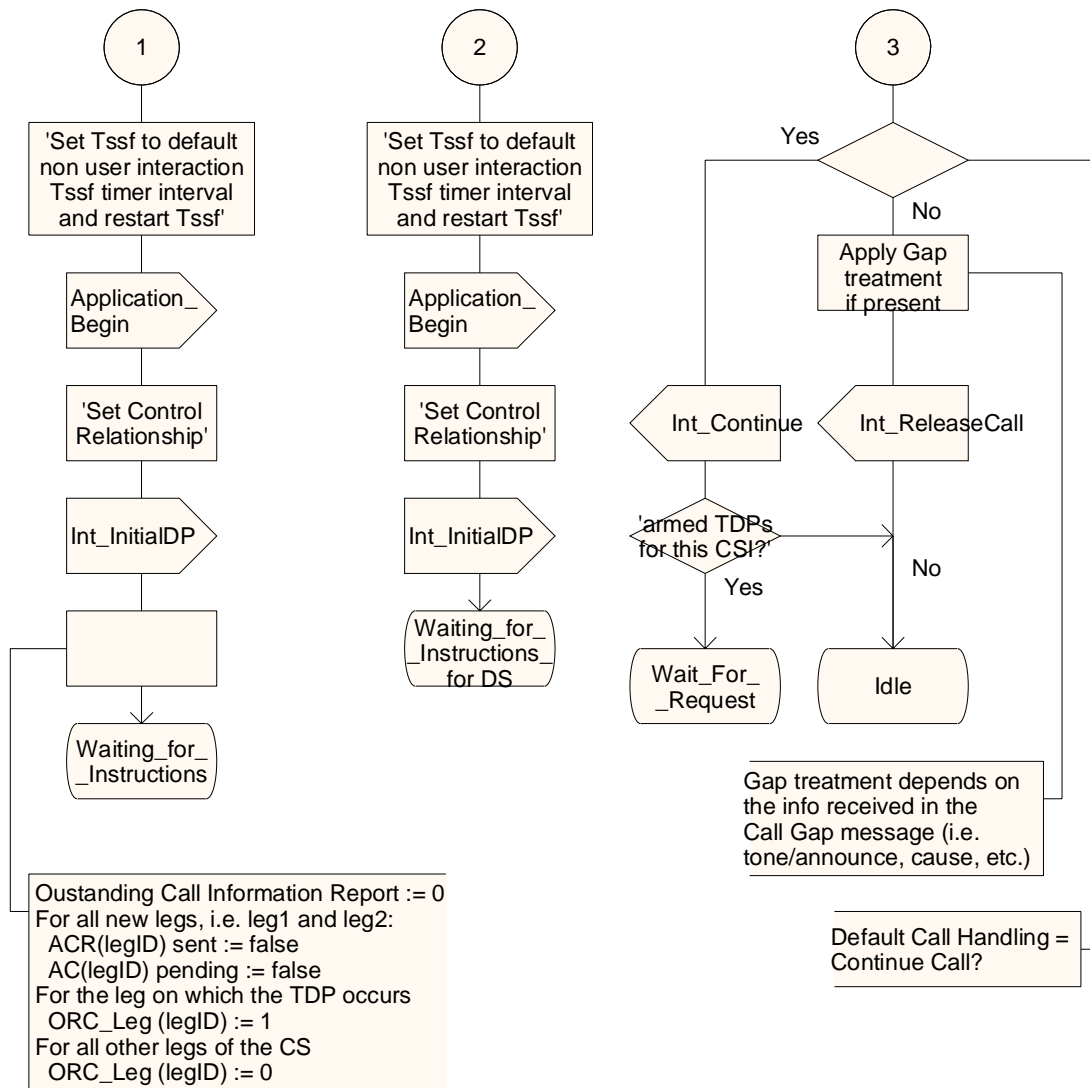 1
'Set Tssf to default
non user interaction
Tssf timer interval
and restart Tssf'
Application_
Begin
'Set Control
Relationship'
Int_InitialDP
Waiting_for_
_Instructions
Oustanding Call Information Report := 0
For all new legs, i.e. leg1 and leg2:
ACR(legID) sent := false
AC(legID) pending := false
For the leg on which the TDP occurs
ORC_Leg (legID) := 1
For all other legs of the CS
ORC_Leg (legID) := 0
2
'Set Tssf to default
non user interaction
Tssf timer interval
and restart Tssf'
Application_
Begin
'Set Control
Relationship'
Int_InitialDP
Waiting_for_
_Instructions_
for DS
3
Yes
No
Apply Gap
treatment
if present
Int_Continue
Int_ReleaseCall
'armed TDPs
for this CSI?'
Yes
No
Wait_For_
_Request
Idle
Gap treatment depends on
the info received in the
Call Gap message (i.e.
tone/announce, cause, etc.)
Default Call Handling =
Continue Call?